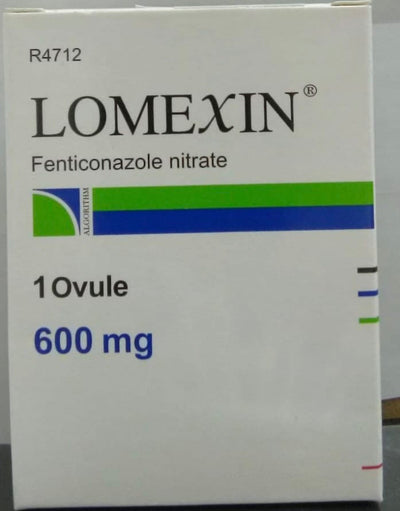 R4712
LOMEXIN®
Fenticonazole nitrate
ALGORITHM
1 Ovule
600 mg